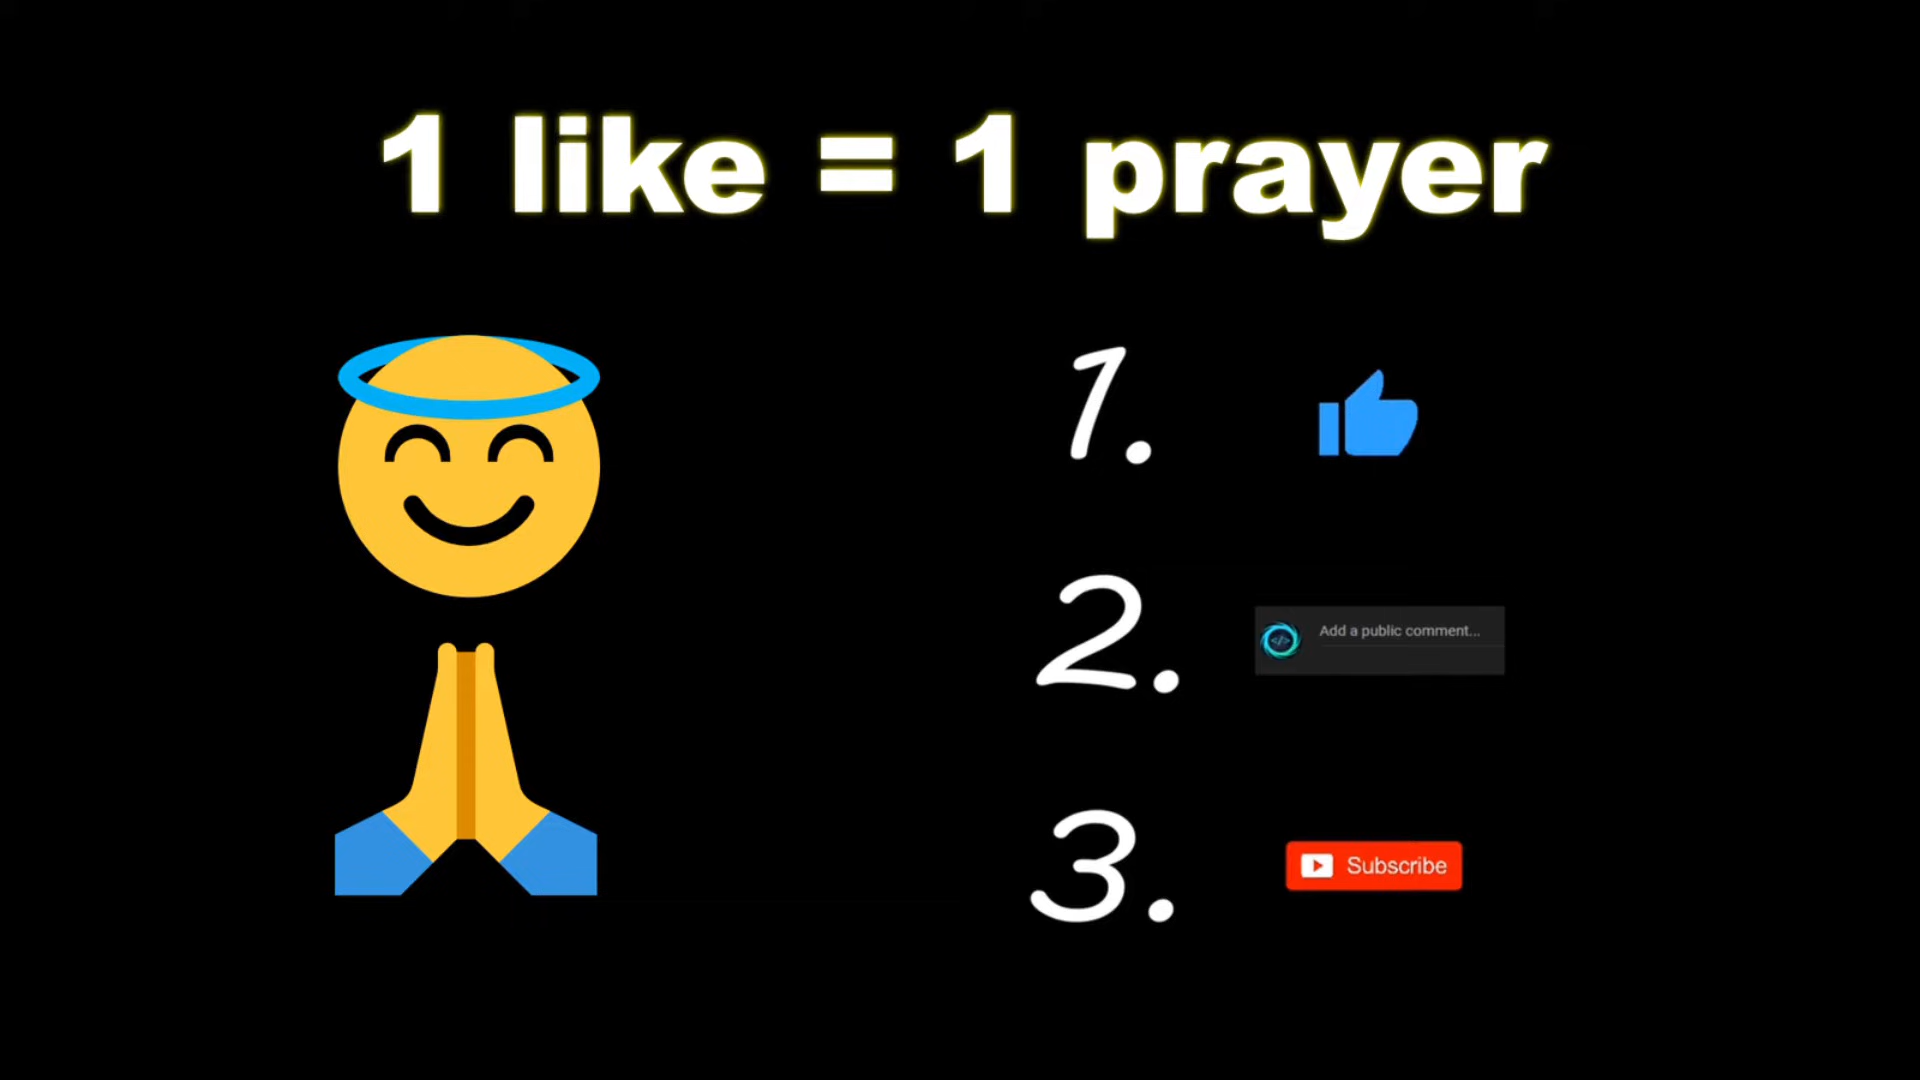 1 like = 1 prayer
1.
2.
Add a public comment...
3.
Subscribe